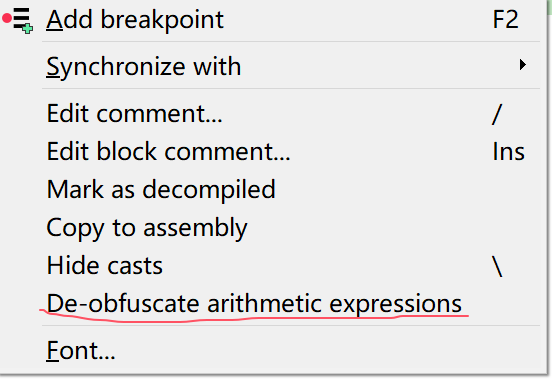 Add breakpoint F2
Synchronize with
Edit comment... /
Edit block comment... Ins
Mark as decompiled
Copy to assembly
Hide casts \
De-obfuscate arithmetic expressions
Font...